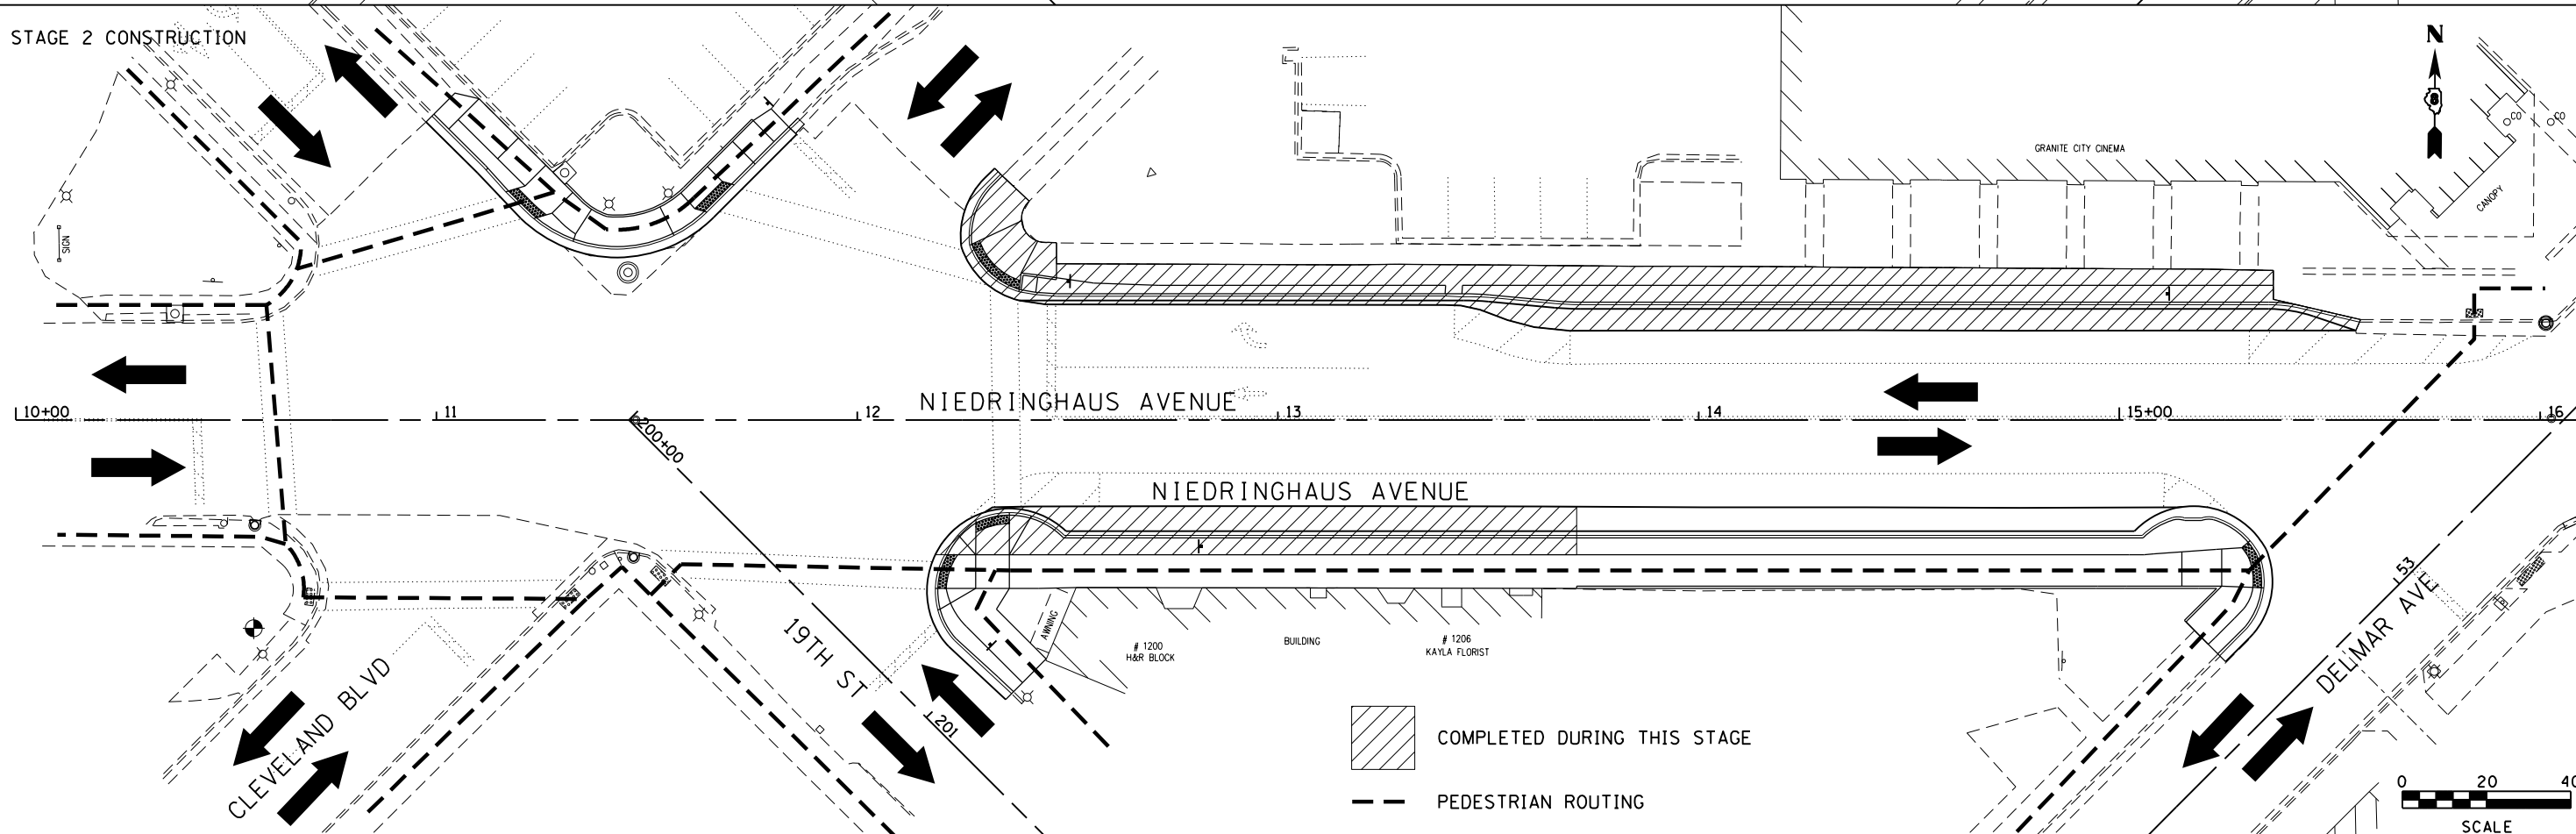 STAGE 2 CONSTRUCTION
N
CO
CO
GRANITE CITY CINEMA
CANOPY
SIGN
10+00
11
12
NIEDRINGHAUS AVENUE
13
14
15+00
16
200+00
NIEDRINGHAUS AVENUE
53
DELMAR AVE
19TH ST
201
AWNING
# 1200
H&R BLOCK
BUILDING
# 1206
KAYLA FLORIST
CLEVELAND BLVD
COMPLETED DURING THIS STAGE
PEDESTRIAN ROUTING
0 20 40
SCALE